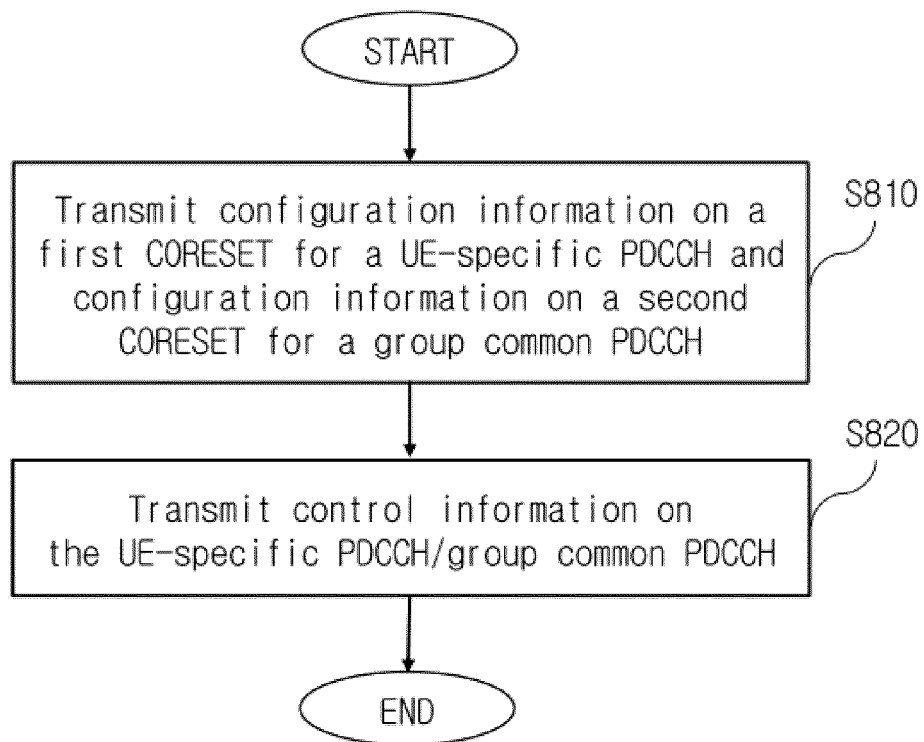 START
Transmit configuration information on a
first CORESET for a UE-specific PDCCH and
configuration information on a second
CORESET for a group common PDCCH
S810
Transmit control information on
the UE-specific PDCCH/group common PDCCH
S820
END